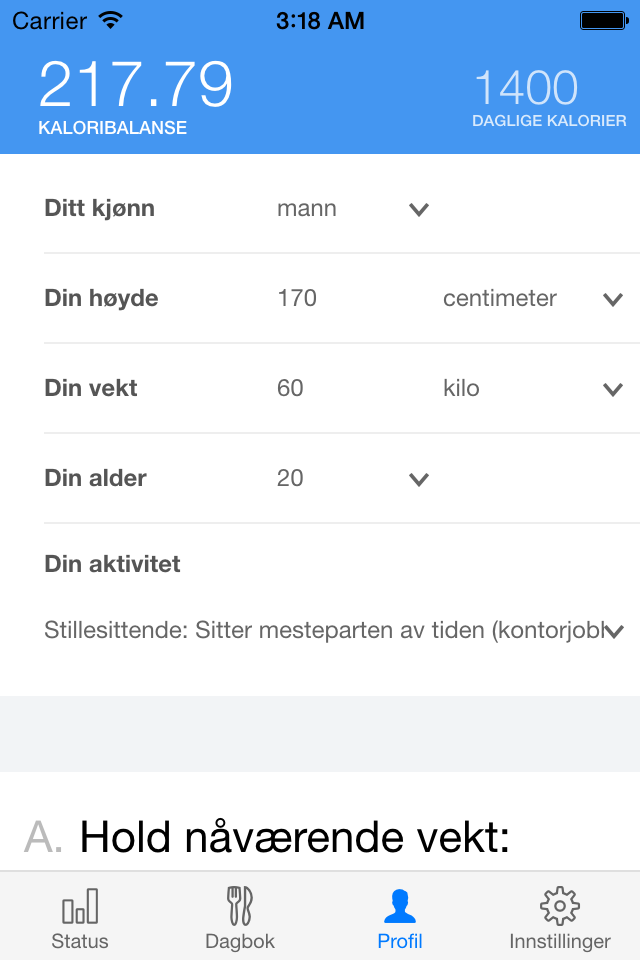 Carrier 3:18 AM
217.79 1400
KALORIBALANSE DAGLIGE KALORIER
Ditt kjønn mann
Din høyde 170 centimeter
Din vekt 60 kilo
Din alder 20
Din aktivitet
Stillesittende: Sitter mesteparten av tiden (kontorjobb
A. Hold nåværende vekt:
Status Dagbok Profil Innstillinger